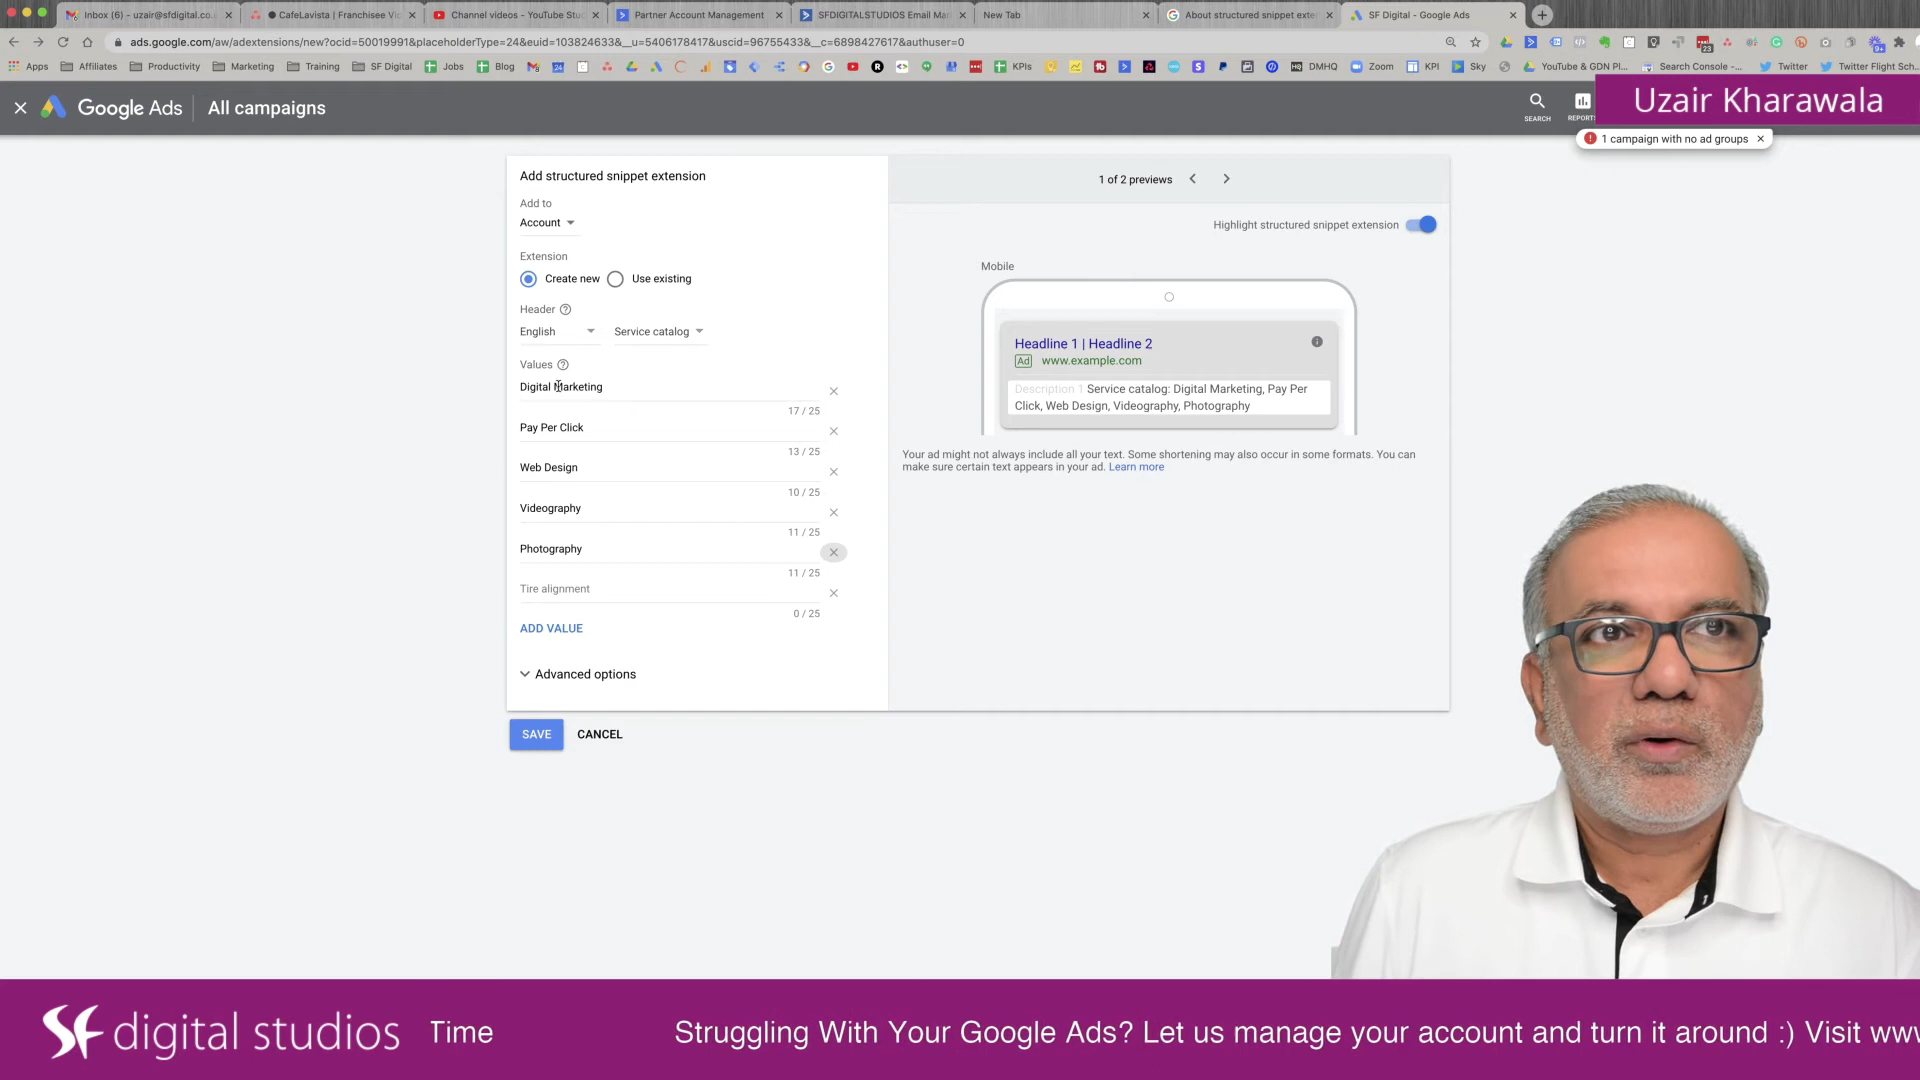 Inbox (6) - uzair@sfdigital.co.u
CafeLavista | Franchisee Vi
Channel videos - YouTube Stu
Partner Account Management
SFDIGITALSTUDIOS Email Mar
New Tab
About structured snippet exten
SF Digital - Google Ads
ads.google.com/aw/adextensions/new?ocid=50019991&placeholderType=24&euid=103824633&__u=5406178417&uscid=96755433&__c=6898427617&authuser=0
Apps
Affiliates
Productivity
Marketing
Training
SF Digital
Jobs
Blog
KPIs
DMHQ
Zoom
KPI
Sky
YouTube & GDN Pl...
Search Console -...
Twitter
Twitter Flight Sch...
Google Ads
All campaigns
SEARCH
REPORT
Uzair Kharawala
1 campaign with no ad groups
Add structured snippet extension
Add to
Account
Extension
Create new
Use existing
Header
English
Service catalog
Values
Digital Marketing
17 / 25
Pay Per Click
13 / 25
Web Design
10 / 25
Videography
11 / 25
Photography
11 / 25
Tire alignment
0 / 25
ADD VALUE
Advanced options
SAVE
CANCEL
1 of 2 previews
Highlight structured snippet extension
Mobile
Headline 1 | Headline 2
Ad www.example.com
Description 1 Service catalog: Digital Marketing, Pay Per
Click, Web Design, Videography, Photography
Your ad might not always include all your text. Some shortening may also occur in some formats. You can
make sure certain text appears in your ad. Learn more
SF digital studios
Time
Struggling With Your Google Ads? Let us manage your account and turn it around :) Visit www